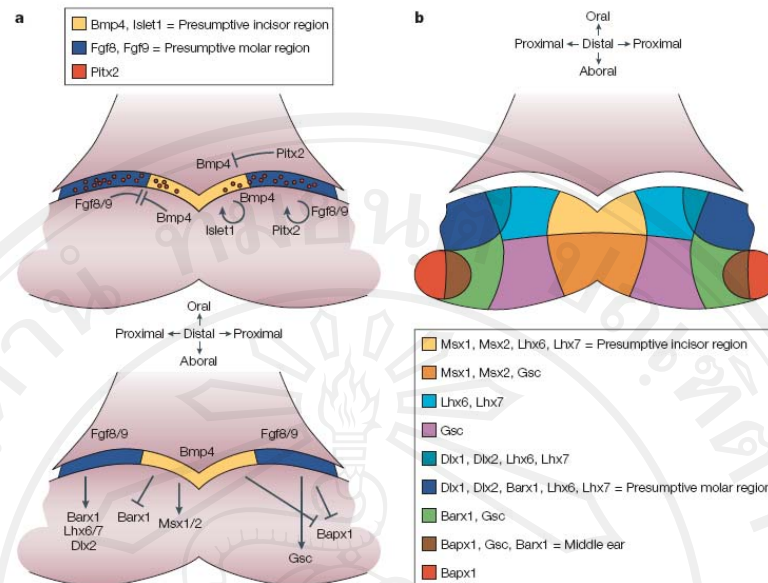 a
Bmp4, Islet1 = Presumptive incisor region
Fgf8, Fgf9 = Presumptive molar region
Pitx2
Bmp4
Pitx2
Fgf8/9
Bmp4
Bmp4
Islet1
Pitx2
Fgf8/9
Oral
Proximal ← Distal → Proximal
Aboral
Fgf8/9
Bmp4
Fgf8/9
Barx1
Lhx6/7
Dlx2
Barx1
Msx1/2
Bapx1
Gsc
b
Oral
Proximal ← Distal → Proximal
Aboral
Msx1, Msx2, Lhx6, Lhx7 = Presumptive incisor region
Msx1, Msx2, Gsc
Lhx6, Lhx7
Gsc
Dlx1, Dlx2, Lhx6, Lhx7
Dlx1, Dlx2, Barx1, Lhx6, Lhx7 = Presumptive molar region
Barx1, Gsc
Bapx1, Gsc, Barx1 = Middle ear
Bapx1